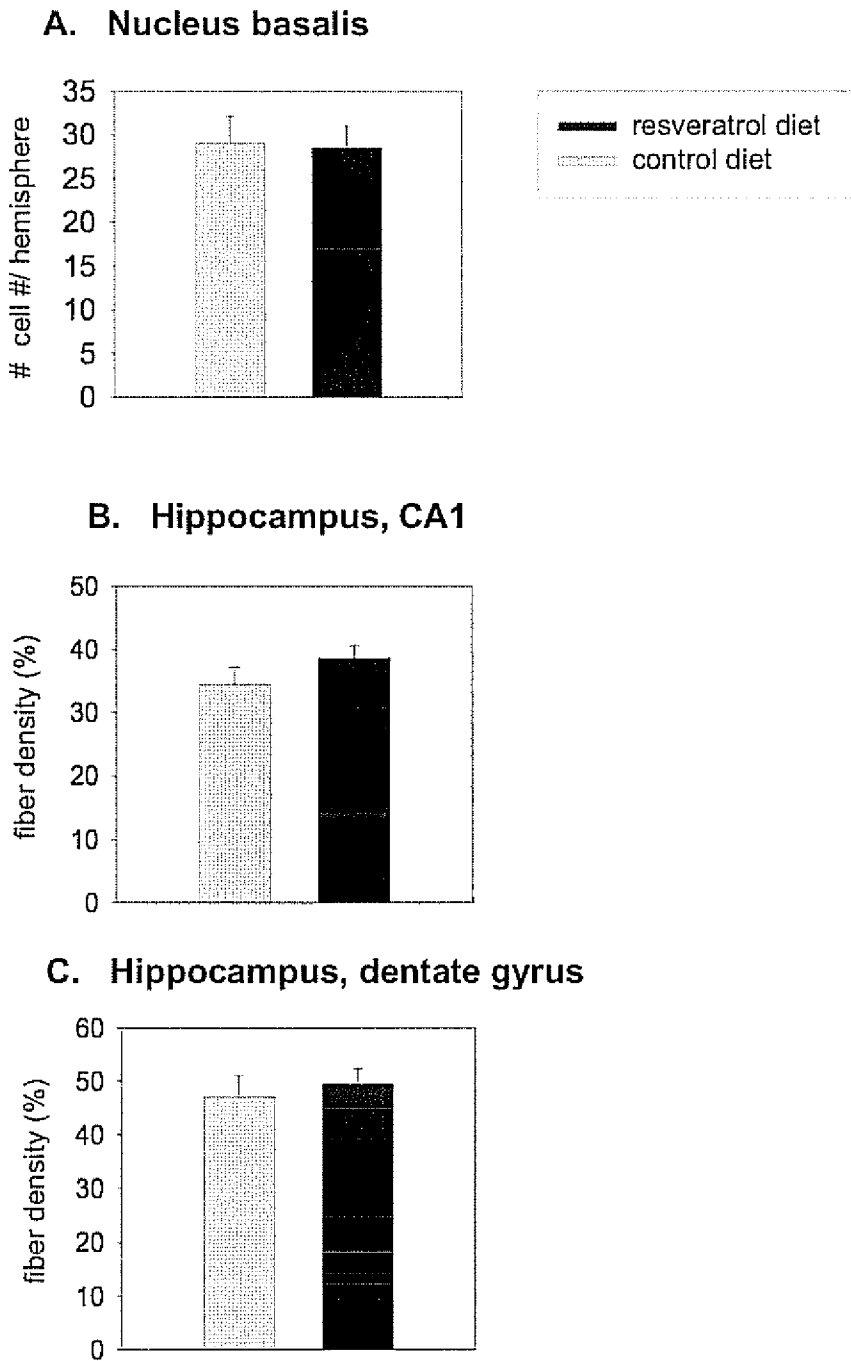 A. Nucleus basalis
35
30
25
20
15
10
5
0
# cell #/ hemisphere
resveratrol diet
control diet
B. Hippocampus, CA1
50
40
30
20
10
0
fiber density (%)
C. Hippocampus, dentate gyrus
60
50
40
30
20
10
0
fiber density (%)